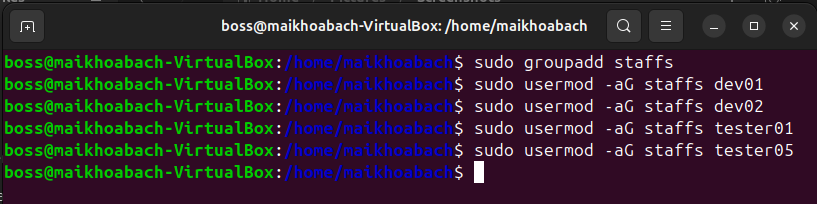 boss@maikhoabach-VirtualBox: /home/maikhoabach
boss@maikhoabach-VirtualBox:/home/maikhoabach$ sudo groupadd staffs
boss@maikhoabach-VirtualBox:/home/maikhoabach$ sudo usermod -aG staffs dev01
boss@maikhoabach-VirtualBox:/home/maikhoabach$ sudo usermod -aG staffs dev02
boss@maikhoabach-VirtualBox:/home/maikhoabach$ sudo usermod -aG staffs tester01
boss@maikhoabach-VirtualBox:/home/maikhoabach$ sudo usermod -aG staffs tester05
boss@maikhoabach-VirtualBox:/home/maikhoabach$